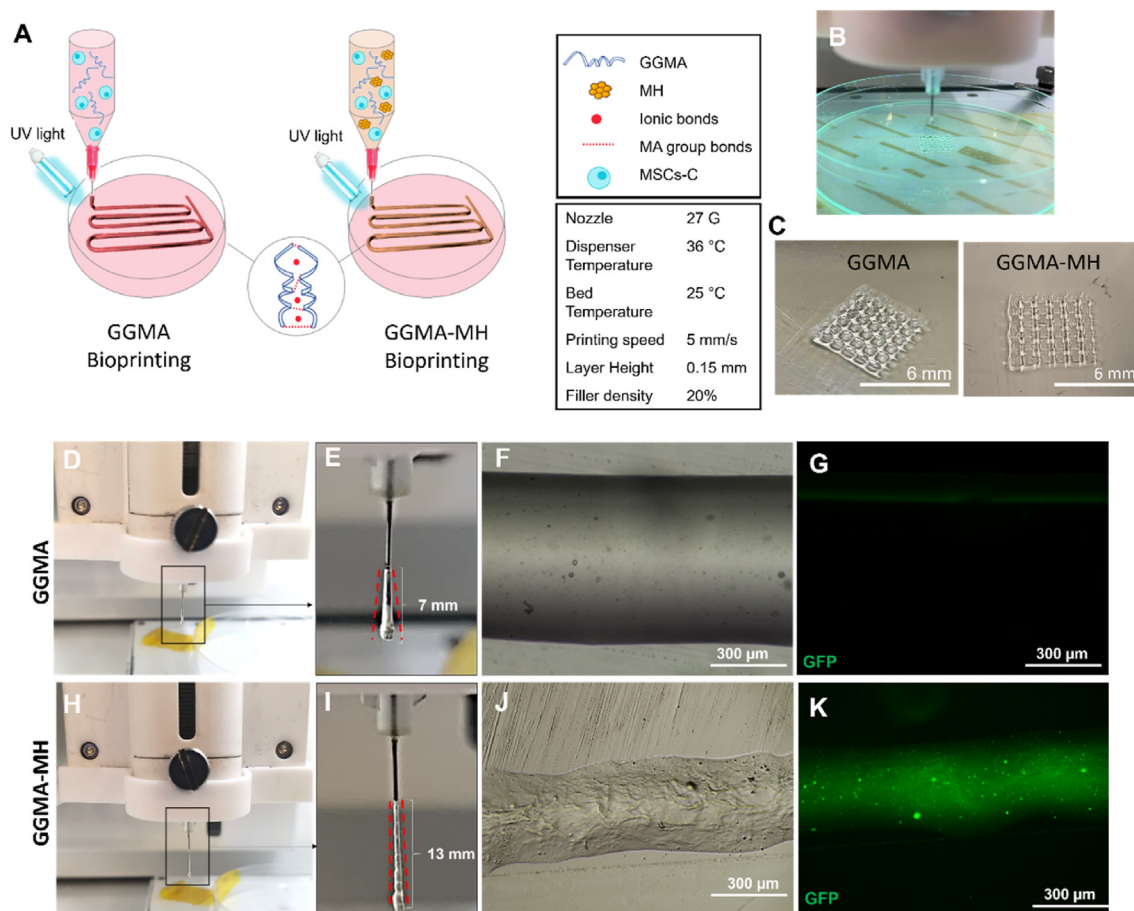 A
UV light
UV light
GGMA
Bioprinting
GGMA-MH
Bioprinting
GGMA
MH
Ionic bonds
MA group bonds
MSCs-C
Nozzle 27 G
Dispenser 36 °C
Temperature
Bed 25 °C
Temperature
Printing speed 5 mm/s
Layer Height 0.15 mm
Filler density 20%
B
C
GGMA
6 mm
GGMA-MH
6 mm
GGMA
D
E
7 mm
F
300 µm
G
GFP
300 µm
GGMA-MH
H
I
13 mm
J
300 µm
K
GFP
300 µm